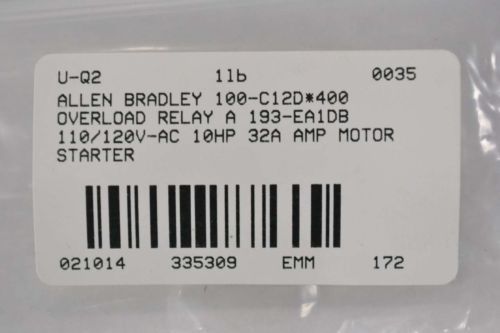 U-Q2 1lb 0035
ALLEN BRADLEY 100-C12D*400
OVERLOAD RELAY A 193-EA1DB
110/120V-AC 10HP 32A AMP MOTOR
STARTER
021014 335309 EMM 172